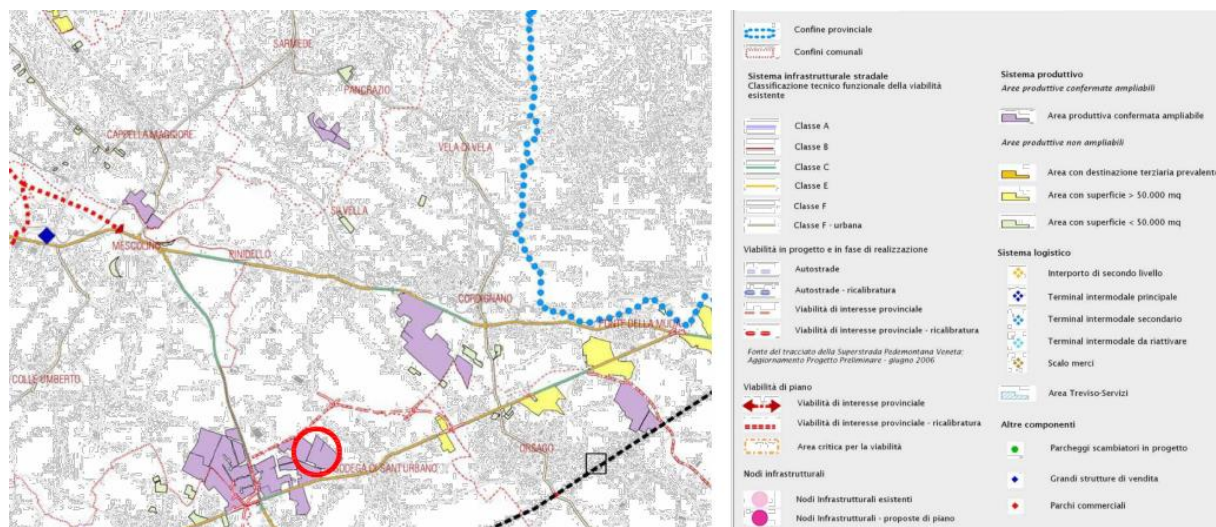 SARMEDE
PANCRAZIO
CAPPELLA MAGGIORE
VELA DI VELA
SILVELLA
MESCOLINO
RINIDELLO
CORDIGNANO
PONTE DELLA MUDA
COLLE UMBERTO
ORSAGO
BODEGA DI SANT'URBANO
Confine provinciale
Confini comunali
Sistema infrastrutturale stradale
Classificazione tecnico funzionale della viabilità
esistente
Classe A
Classe B
Classe C
Classe E
Classe F
Classe F - urbana
Viabilità in progetto e in fase di realizzazione
Autostrade
Autostrade - ricalibratura
Viabilità di interesse provinciale
Viabilità di interesse provinciale - ricalibratura
Fonte del tracciato della Superstrada Pedemontana Veneta:
Aggiornamento Progetto Preliminare - giugno 2006
Viabilità di piano
Viabilità di interesse provinciale
Viabilità di interesse provinciale - ricalibratura
Area critica per la viabilità
Nodi infrastrutturali
Nodi Infrastrutturali esistenti
Nodi Infrastrutturali - proposte di piano
Sistema produttivo
Aree produttive confermate ampliabili
Area produttiva confermata ampliabile
Aree produttive non ampliabili
Area con destinazione terziaria prevalente
Area con superficie > 50.000 mq
Area con superficie < 50.000 mq
Sistema logistico
Interporto di secondo livello
Terminal intermodale principale
Terminal intermodale secondario
Terminal intermodale da riattivare
Scalo merci
Area Treviso-Servizi
Altre componenti
Parcheggi scambiatori in progetto
Grandi strutture di vendita
Parchi commerciali